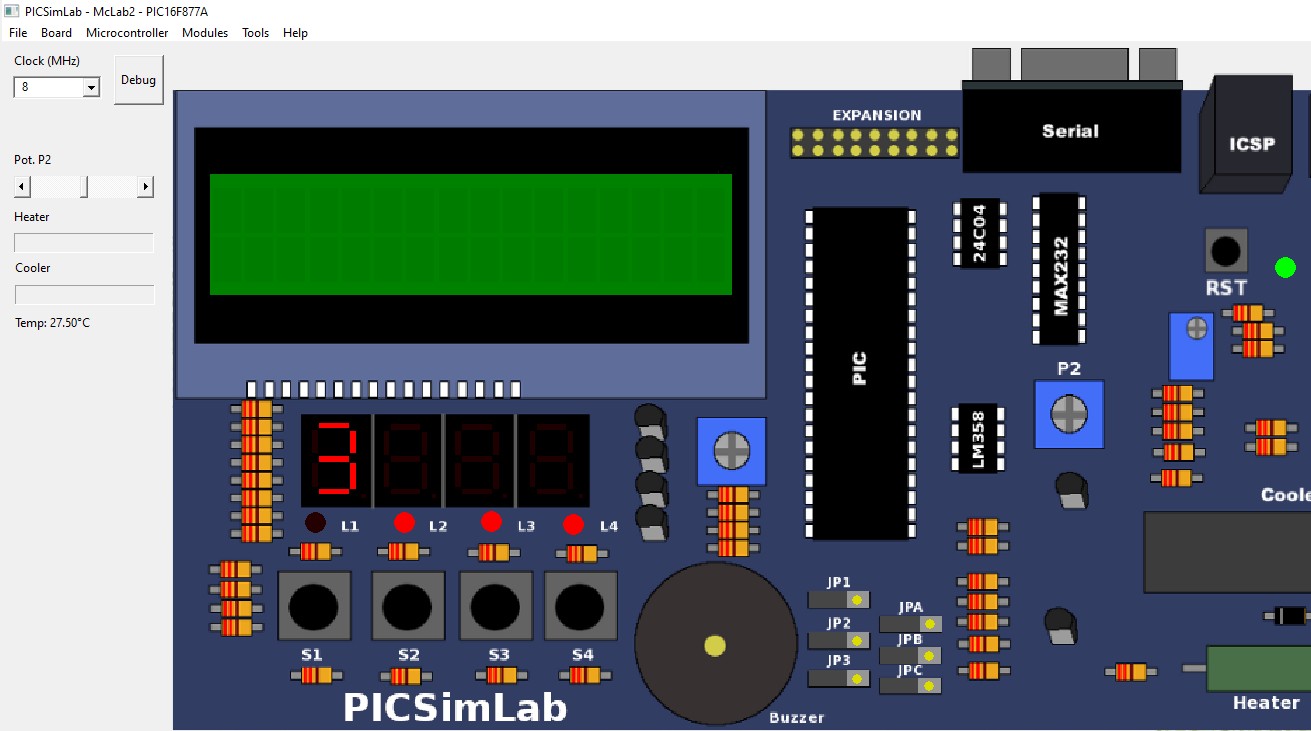 PICSimLab - McLab2 - PIC16F877A
File Board Microcontroller Modules Tools Help
Clock (MHz)
8
Debug
Pot. P2
Heater
Cooler
Temp: 27.50°C
EXPANSION
Serial
ICSP
24C04
MAX232
RST
PIC
P2
LM358
3
L1 L2 L3 L4
Coole
JP1
JPA
JP2
JPB
JP3
JPC
S1 S2 S3 S4
PICSimLab
Buzzer
Heater